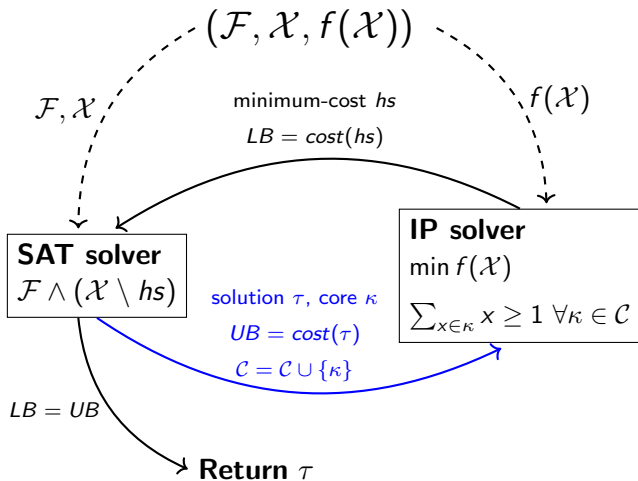 (ℱ, 𝒳, f(𝒳))
ℱ, 𝒳
f(𝒳)
minimum-cost hs
LB = cost(hs)
SAT solver
ℱ ∧ (𝒳 \ hs)
IP solver
min f(𝒳)
∑_{x∈κ} x ≥ 1 ∀κ ∈ 𝒞
solution τ, core κ
UB = cost(τ)
𝒞 = 𝒞 ∪ {κ}
LB = UB
Return τ